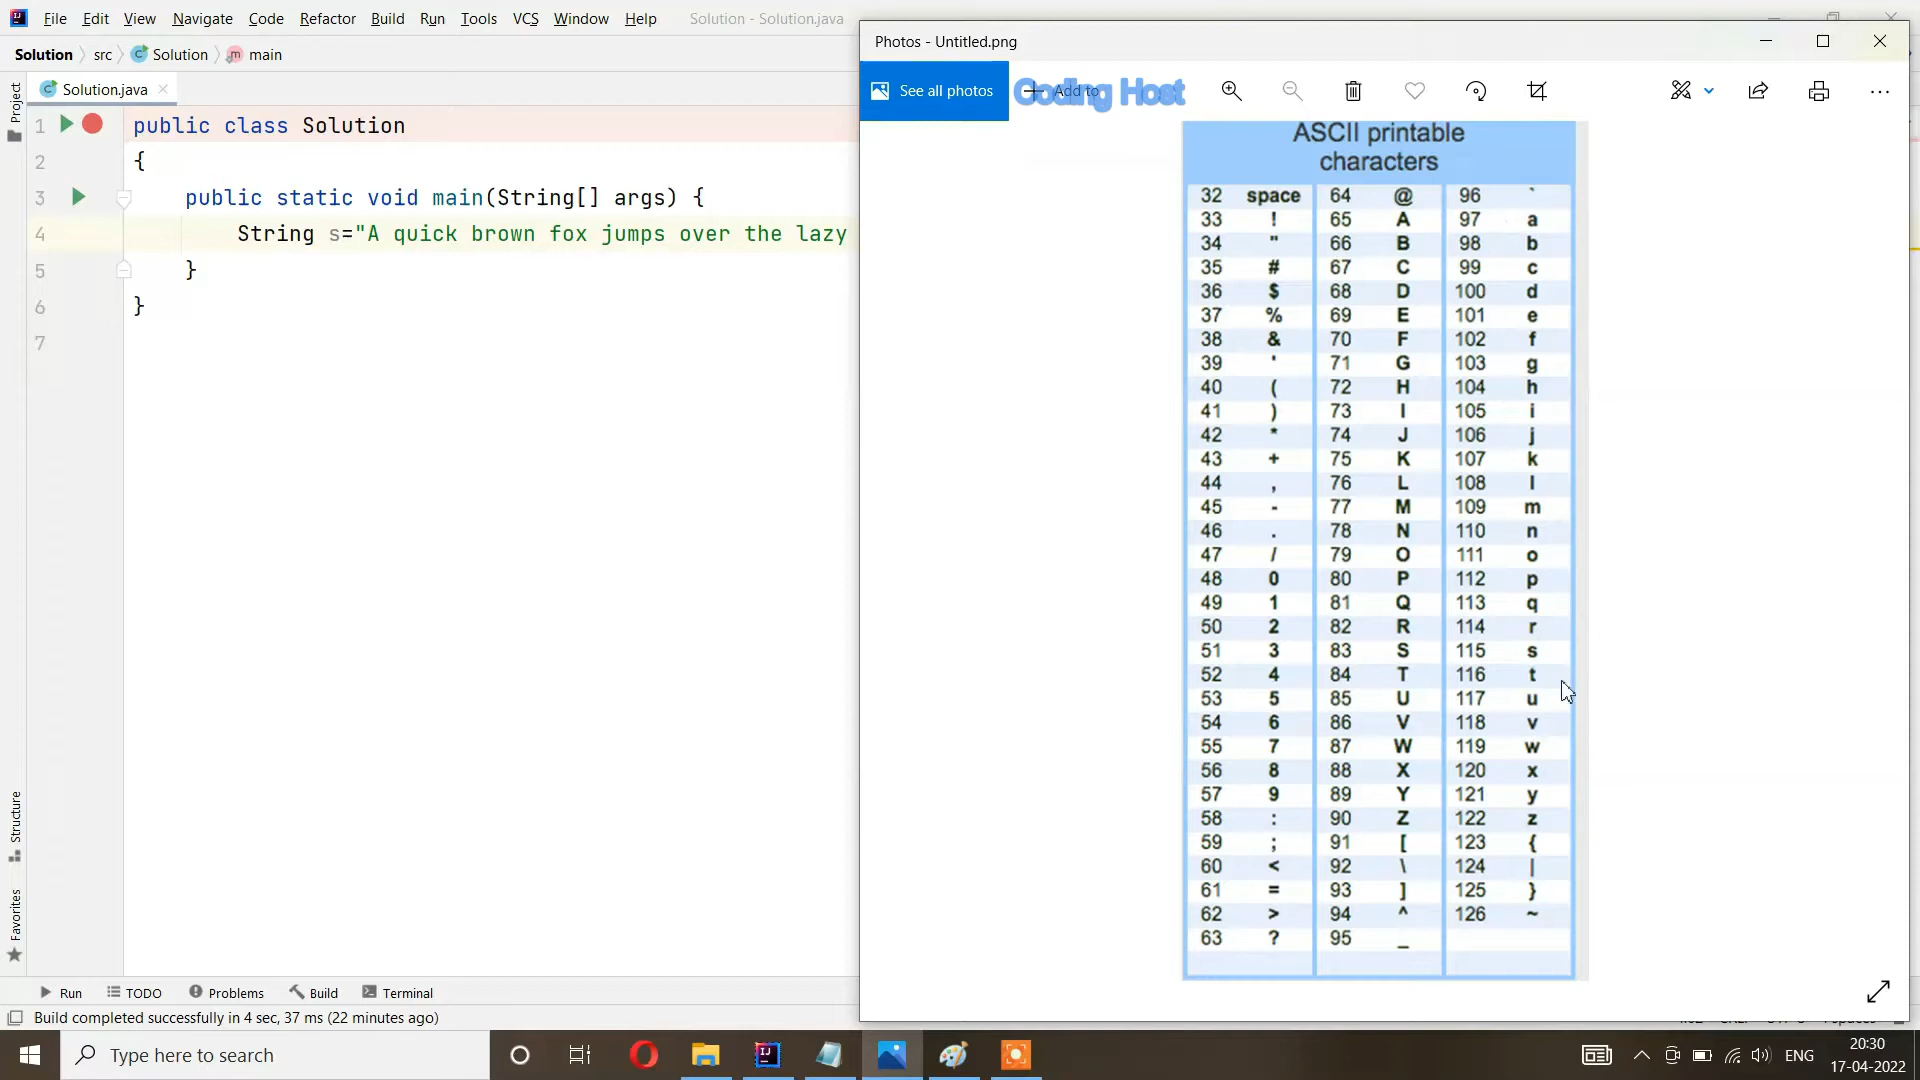 File Edit View Navigate Code Refactor Build Run Tools VCS Window Help Solution - Solution.java
Solution src Solution main
Solution.java
Project
1 public class Solution
2 {
3 public static void main(String[] args) {
4 String s="A quick brown fox jumps over the lazy
5 }
6 }
7
Structure
Favorites
Run TODO Problems Build Terminal
Build completed successfully in 4 sec, 37 ms (22 minutes ago)
Photos - Untitled.png
See all photos Add to
Coding Host
ASCII printable
characters
32 space 64 @ 96 `
33 ! 65 A 97 a
34 " 66 B 98 b
35 # 67 C 99 c
36 $ 68 D 100 d
37 % 69 E 101 e
38 & 70 F 102 f
39 ' 71 G 103 g
40 ( 72 H 104 h
41 ) 73 I 105 i
42 * 74 J 106 j
43 + 75 K 107 k
44 , 76 L 108 l
45 - 77 M 109 m
46 . 78 N 110 n
47 / 79 O 111 o
48 0 80 P 112 p
49 1 81 Q 113 q
50 2 82 R 114 r
51 3 83 S 115 s
52 4 84 T 116 t
53 5 85 U 117 u
54 6 86 V 118 v
55 7 87 W 119 w
56 8 88 X 120 x
57 9 89 Y 121 y
58 : 90 Z 122 z
59 ; 91 [ 123 {
60 < 92 \ 124 |
61 = 93 ] 125 }
62 > 94 ^ 126 ~
63 ? 95 _
Type here to search
ENG
20:30
17-04-2022